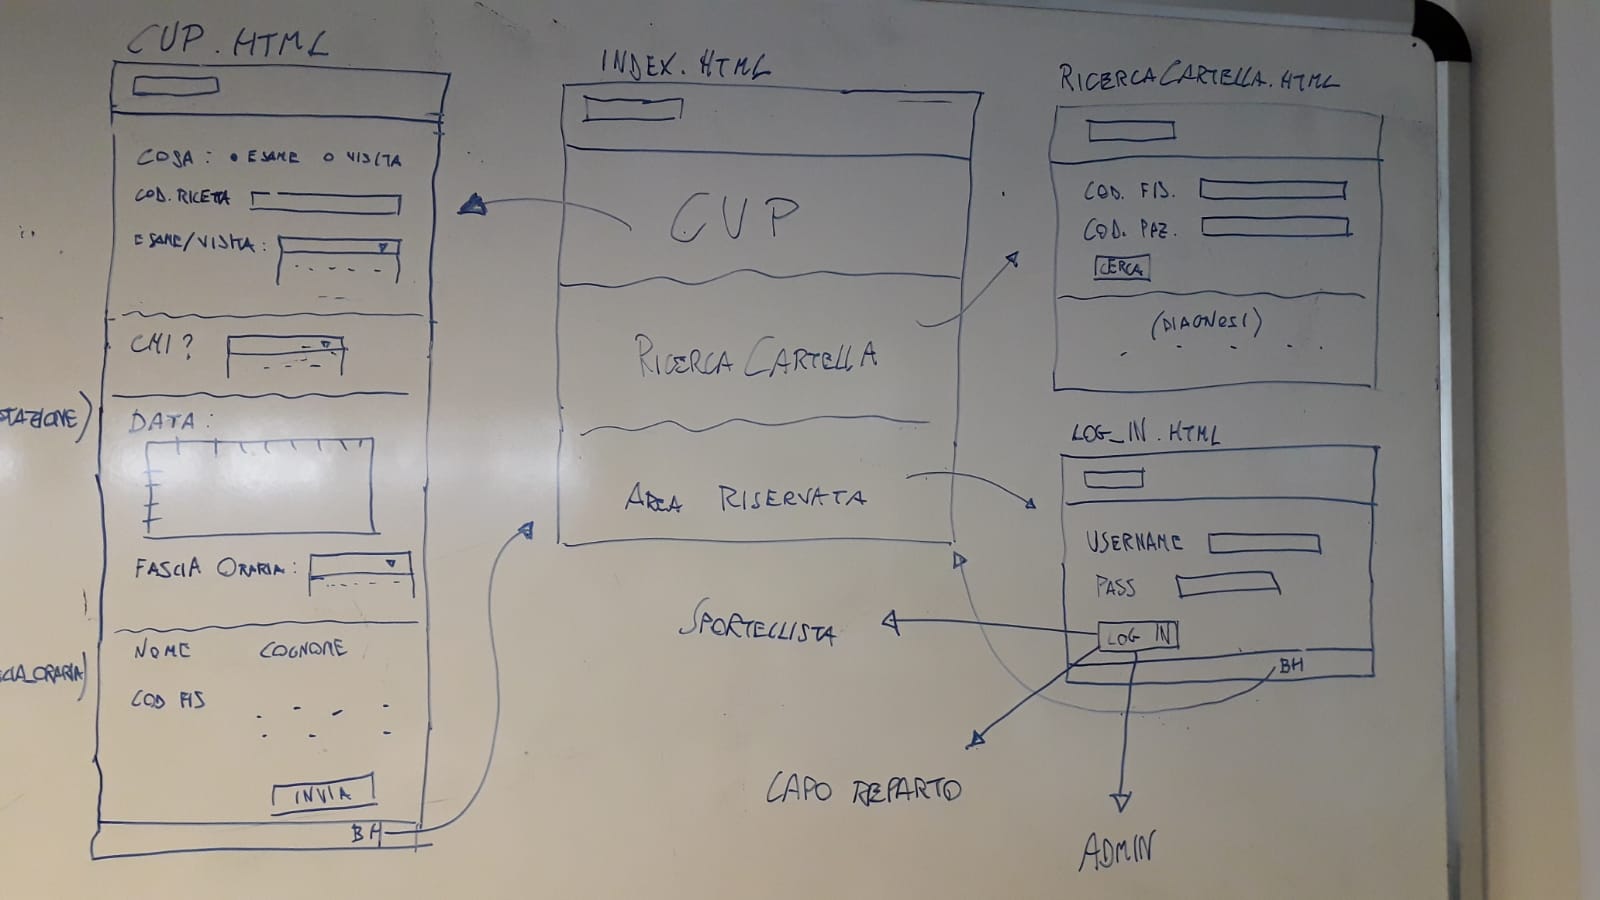 CUP.HTML
COSA: ESAME VISITA
COD. RICETTA
ESAME/VISITA:
CHI?
STAZIONE)
DATA:
FASCIA ORARIA:
NOME COGNOME
CIA_ORARIA)
COD FIS
INVIA
BH
INDEX.HTML
CUP
RICERCA CARTELLA
AREA RISERVATA
RICERCACARTELLA.HTML
COD. FIS.
COD. PAZ.
CERCA
(DIAGNOSI)
LOG_IN.HTML
USERNAME
PASS
LOG IN
BH
SPORTELLISTA
CAPO REPARTO
ADMIN